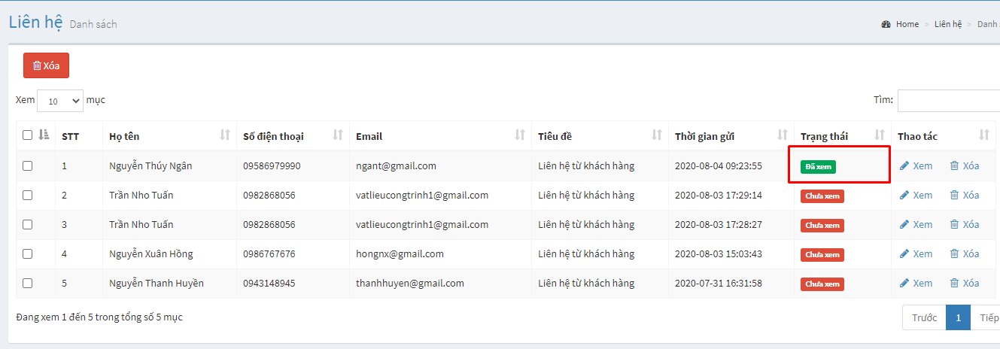 Liên hệ Danh sách
Home > Liên hệ > Danh
Xóa
Xem 10 mục
Tìm:
STT Họ tên Số điện thoại Email Tiêu đề Thời gian gửi Trạng thái Thao tác
1 Nguyễn Thúy Ngân 09586979990 ngant@gmail.com Liên hệ từ khách hàng 2020-08-04 09:23:55 Đã xem Xem Xóa
2 Trần Nho Tuấn 0982868056 vatlieucongtrinh1@gmail.com Liên hệ từ khách hàng 2020-08-03 17:29:14 Chưa xem Xem Xóa
3 Trần Nho Tuấn 0982868056 vatlieucongtrinh1@gmail.com Liên hệ từ khách hàng 2020-08-03 17:28:27 Chưa xem Xem Xóa
4 Nguyễn Xuân Hồng 0986767676 hongnx@gmail.com Liên hệ từ khách hàng 2020-08-03 15:03:43 Chưa xem Xem Xóa
5 Nguyễn Thanh Huyền 0943148945 thanhhuyen@gmail.com Liên hệ từ khách hàng 2020-07-31 16:31:58 Chưa xem Xem Xóa
Đang xem 1 đến 5 trong tổng số 5 mục
Trước 1 Tiếp